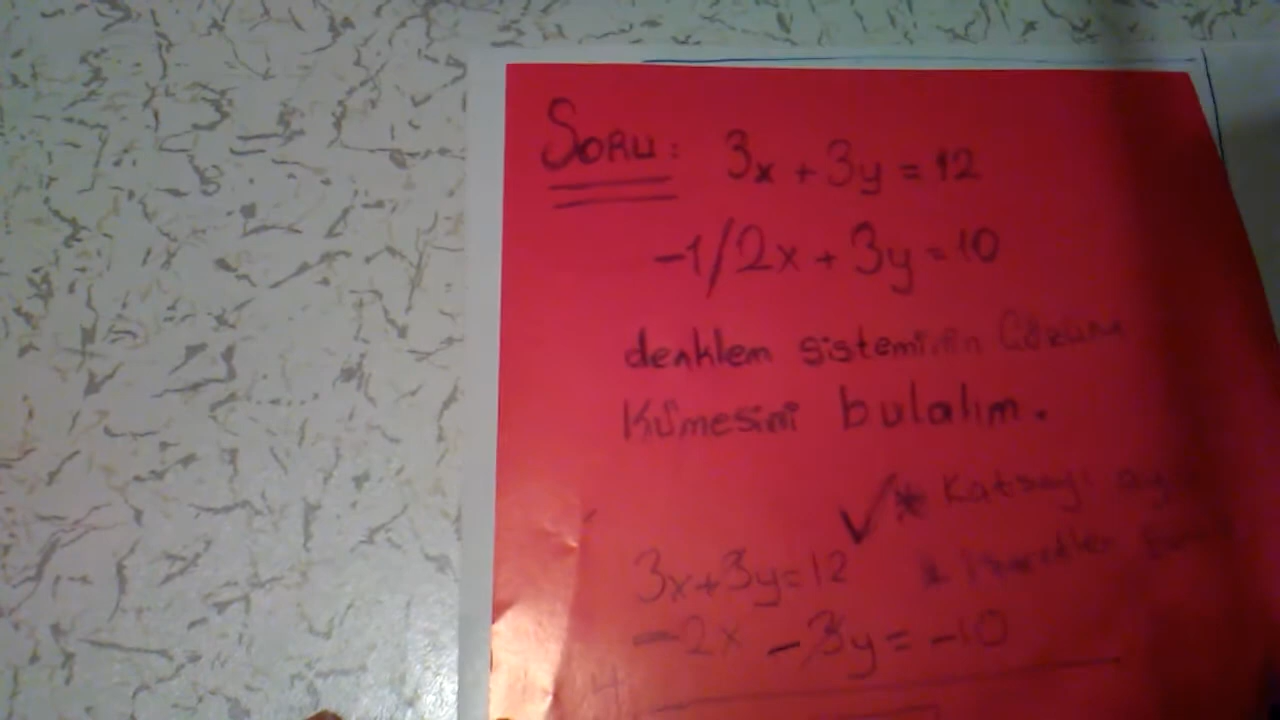 SORU: 3x + 3y = 12
-1/2x + 3y = 10
denklem sisteminin Çözüm
Kümesini bulalım.
✓* Katsayı
3x+3y=12
-2x -3y = -10